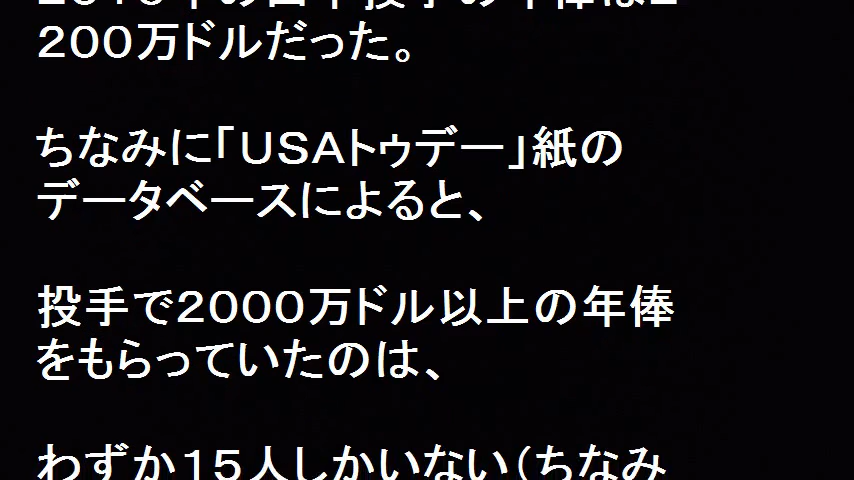 200万ドルだった。
ちなみに「USAトゥデー」紙の
データベースによると、
投手で2000万ドル以上の年俸
をもらっていたのは、
わずか15人しかいない(ちなみ